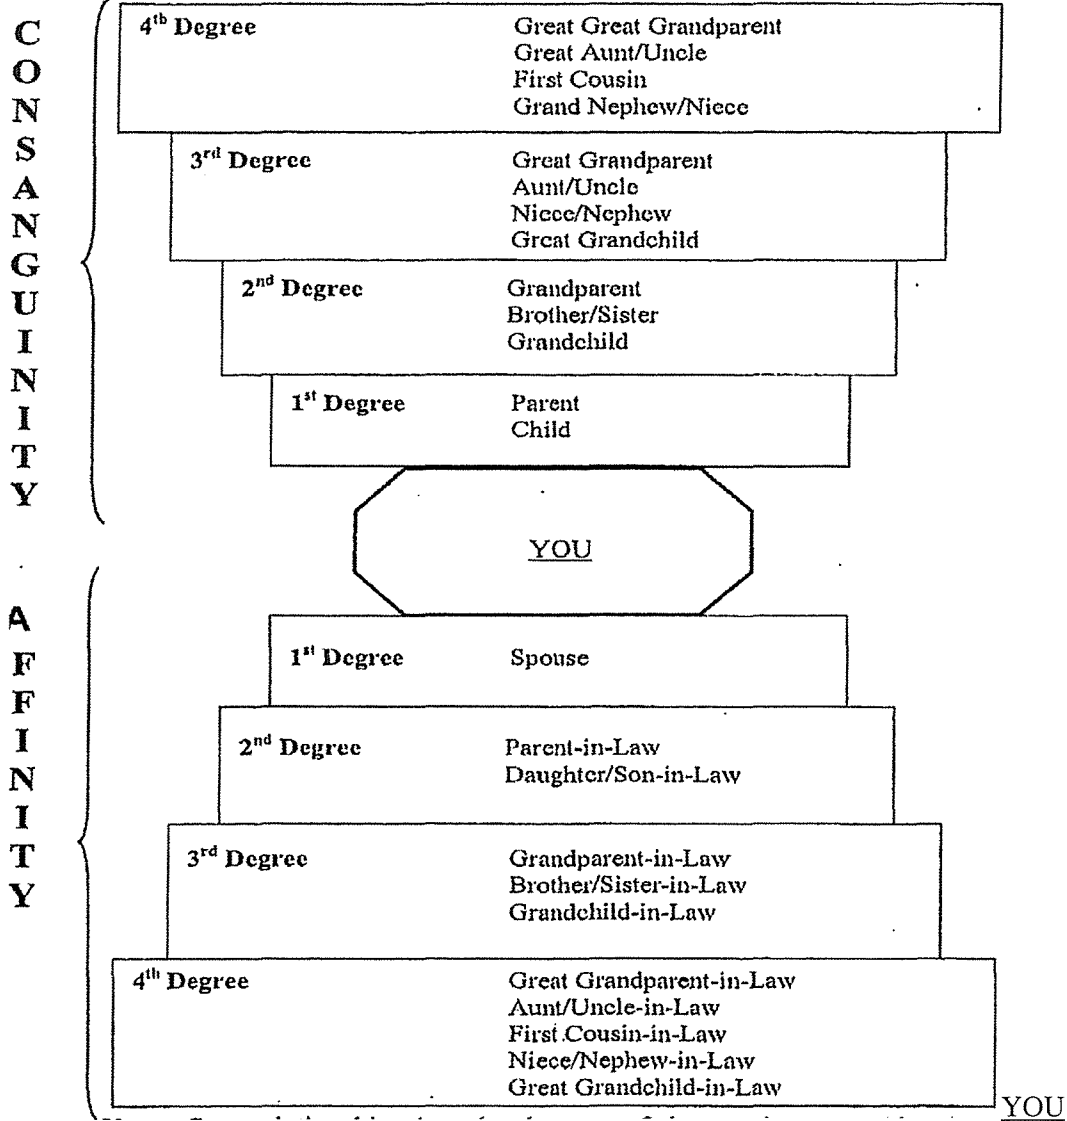 CONSANGUINITY
4th Degree Great Great Grandparent
Great Aunt/Uncle
First Cousin
Grand Nephew/Niece
3rd Degree Great Grandparent
Aunt/Uncle
Niece/Nephew
Great Grandchild
2nd Degree Grandparent
Brother/Sister
Grandchild
1st Degree Parent
Child
YOU
AFFINITY
1st Degree Spouse
2nd Degree Parent-in-Law
Daughter/Son-in-Law
3rd Degree Grandparent-in-Law
Brother/Sister-in-Law
Grandchild-in-Law
4th Degree Great Grandparent-in-Law
Aunt/Uncle-in-Law
First Cousin-in-Law
Niece/Nephew-in-Law
Great Grandchild-in-Law
YOU